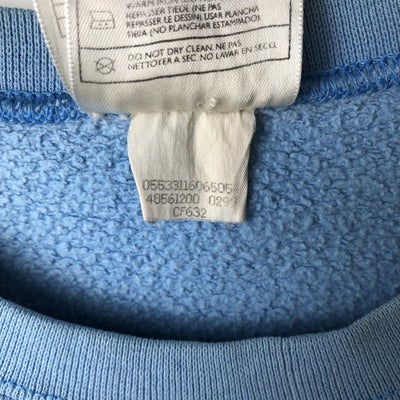 REPASSER TIEDE (NE PAS
REPASSER LE DESSIN) USAR PLANCHA
TIBIA (NO PLANCHAR ESTAMPADO)
DO NOT DRY CLEAN. NE PAS
NETTOYER A SEC. NO LAVAR EN SECO.
0553311606505
48561200 0299
CF632